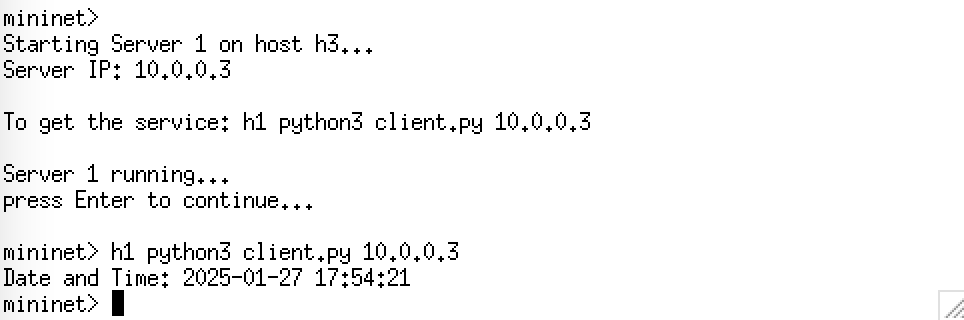 mininet>
Starting Server 1 on host h3...
Server IP: 10.0.0.3
To get the service: h1 python3 client.py 10.0.0.3
Server 1 running...
press Enter to continue...
mininet> h1 python3 client.py 10.0.0.3
Date and Time: 2025-01-27 17:54:21
mininet>